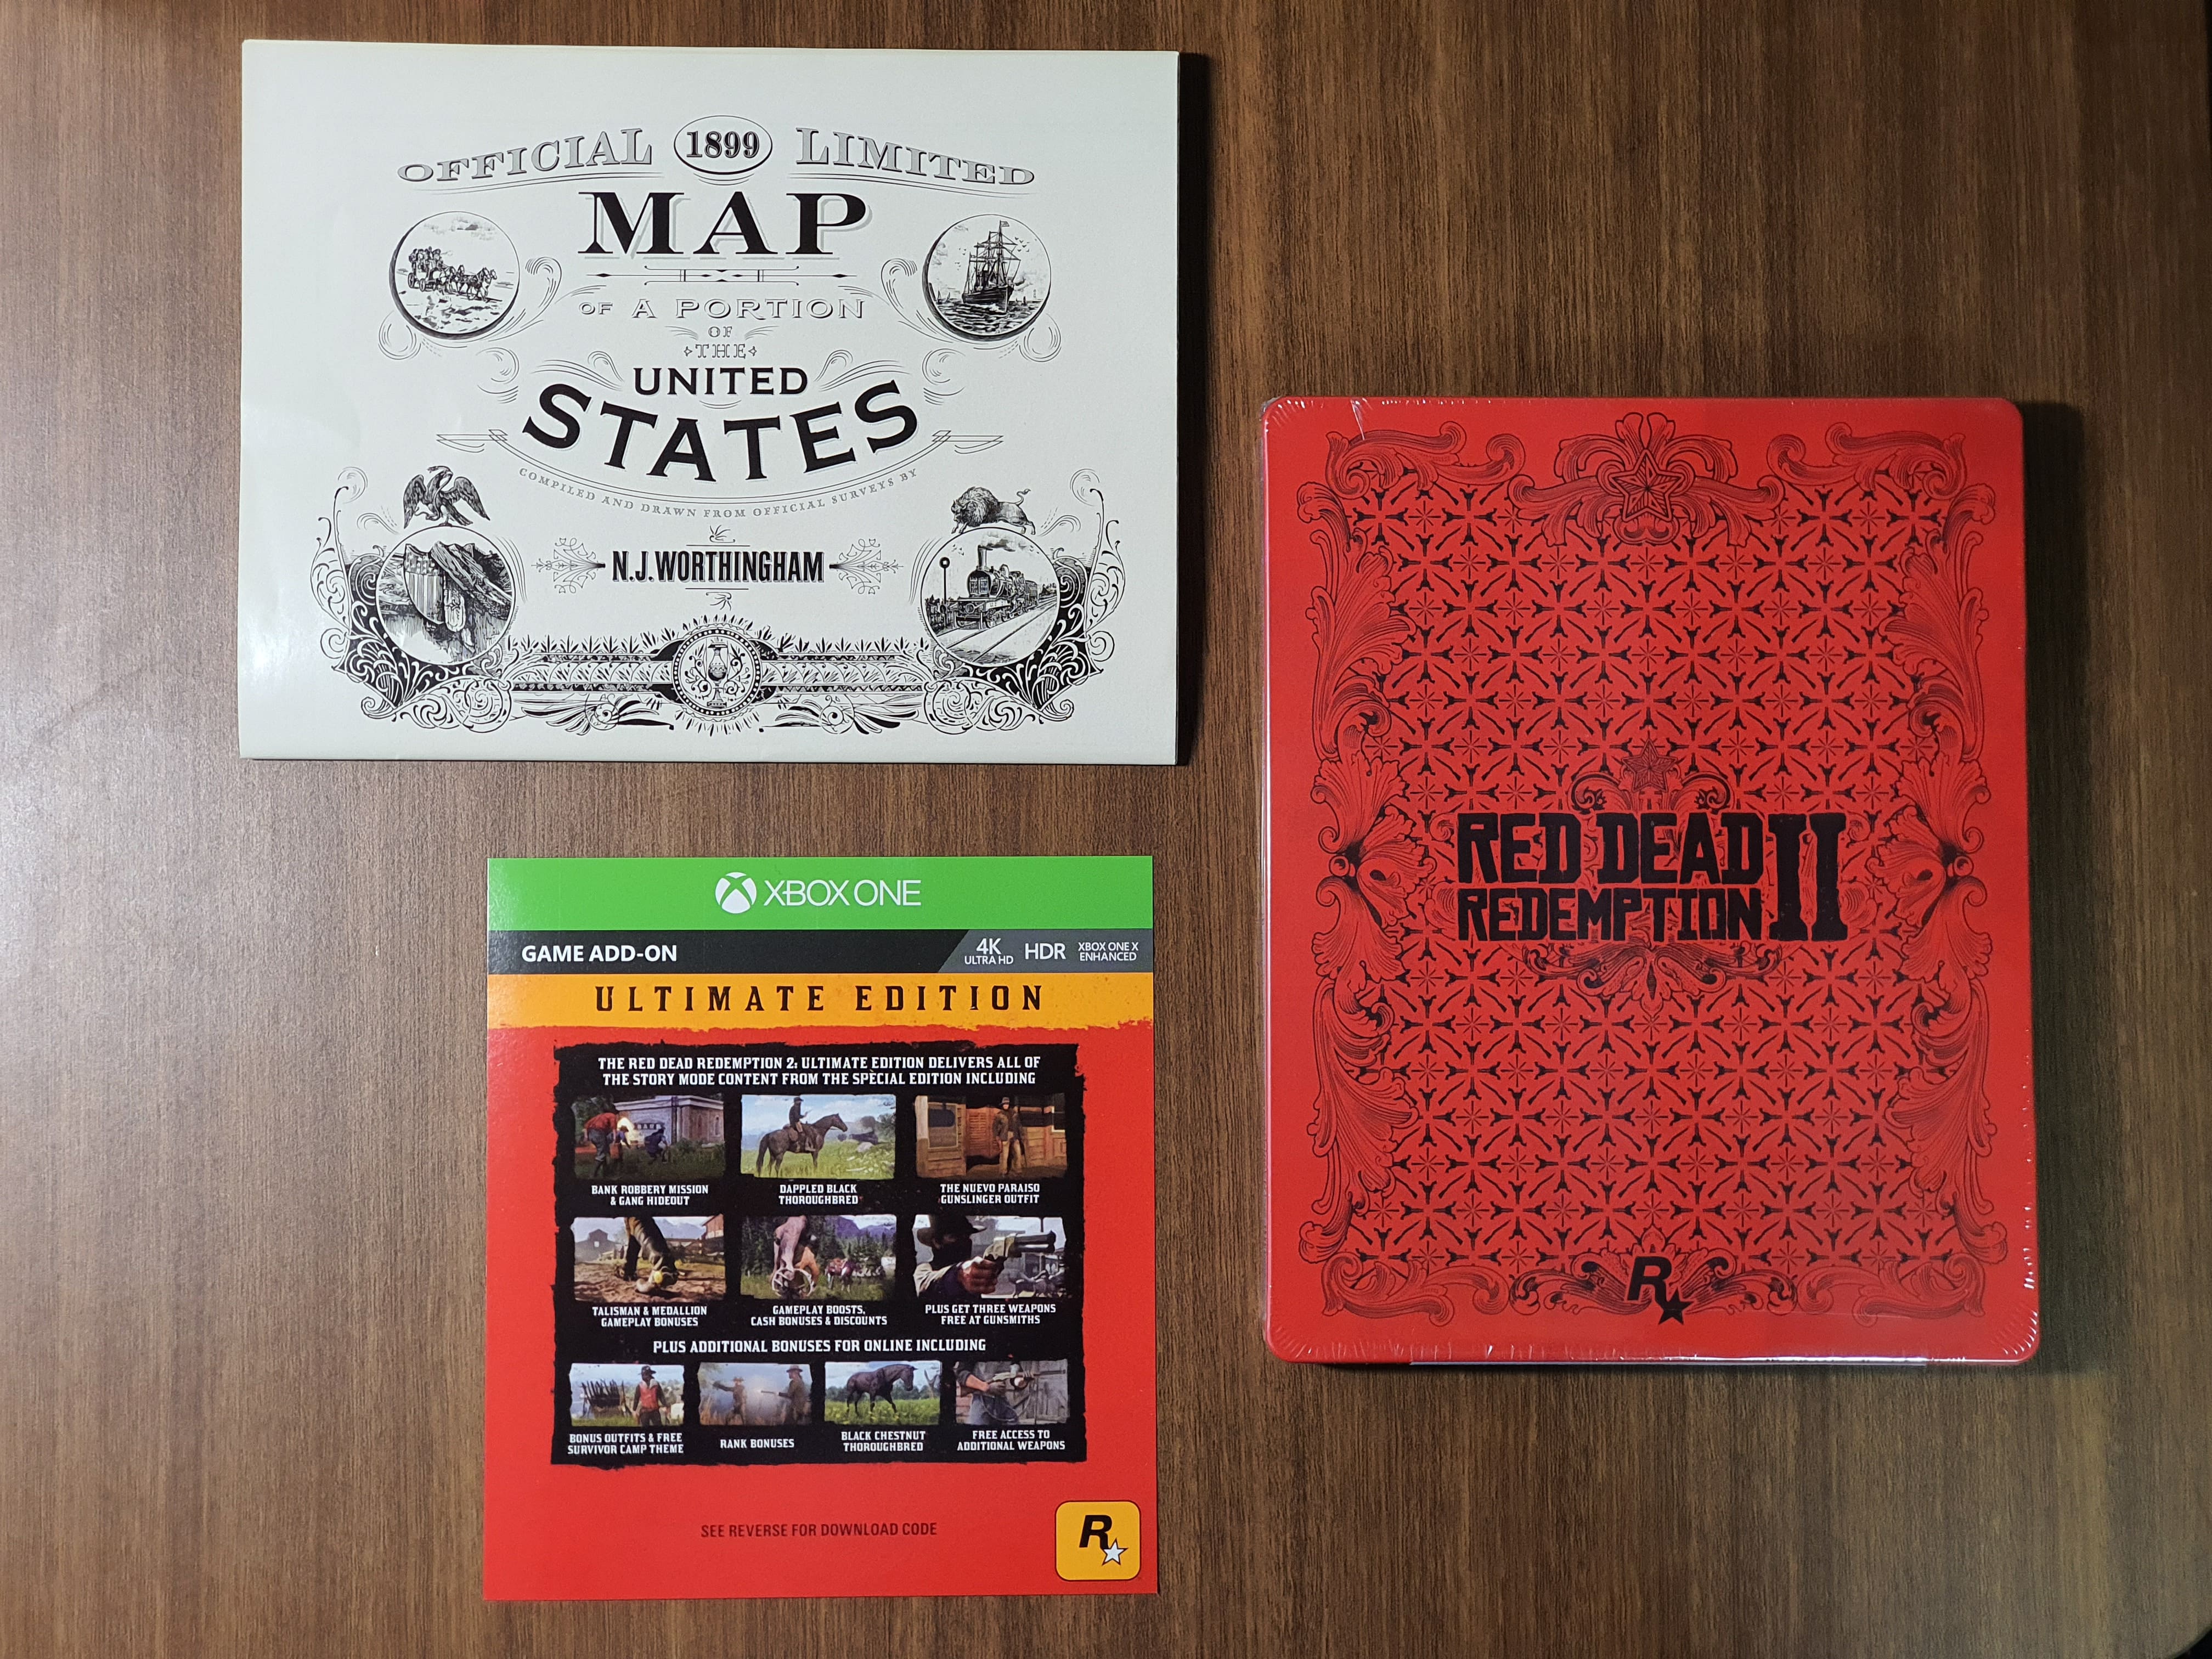 OFFICIAL 1899 LIMITED
MAP
OF A PORTION
OF
THE
UNITED
STATES
COMPILED AND DRAWN FROM OFFICIAL SURVEYS BY
N.J. WORTHINGHAM
XBOX ONE
GAME ADD-ON
4K
ULTRA HD
HDR
XBOX ONE X
ENHANCED
ULTIMATE EDITION
THE RED DEAD REDEMPTION 2: ULTIMATE EDITION DELIVERS ALL OF
THE STORY MODE CONTENT FROM THE SPECIAL EDITION INCLUDING
BANK ROBBERY MISSION
& GANG HIDEOUT
DAPPLED BLACK
THOROUGHBRED
THE NUEVO PARAISO
GUNSLINGER OUTFIT
TALISMAN & MEDALLION
GAMEPLAY BONUSES
GAMEPLAY BOOSTS,
CASH BONUSES & DISCOUNTS
PLUS GET THREE WEAPONS
FREE AT GUNSMITHS
PLUS ADDITIONAL BONUSES FOR ONLINE INCLUDING
BONUS OUTFITS & FREE
SURVIVOR CAMP THEME
RANK BONUSES
BLACK CHESTNUT
THOROUGHBRED
FREE ACCESS TO
ADDITIONAL WEAPONS
SEE REVERSE FOR DOWNLOAD CODE
R
RED DEAD
REDEMPTION II
R